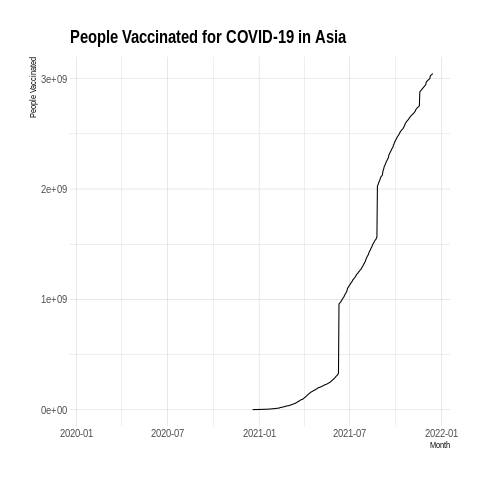 People Vaccinated for COVID-19 in Asia
People Vaccinated
3e+09
2e+09
1e+09
0e+00
2020-01 2020-07 2021-01 2021-07 2022-01
Month